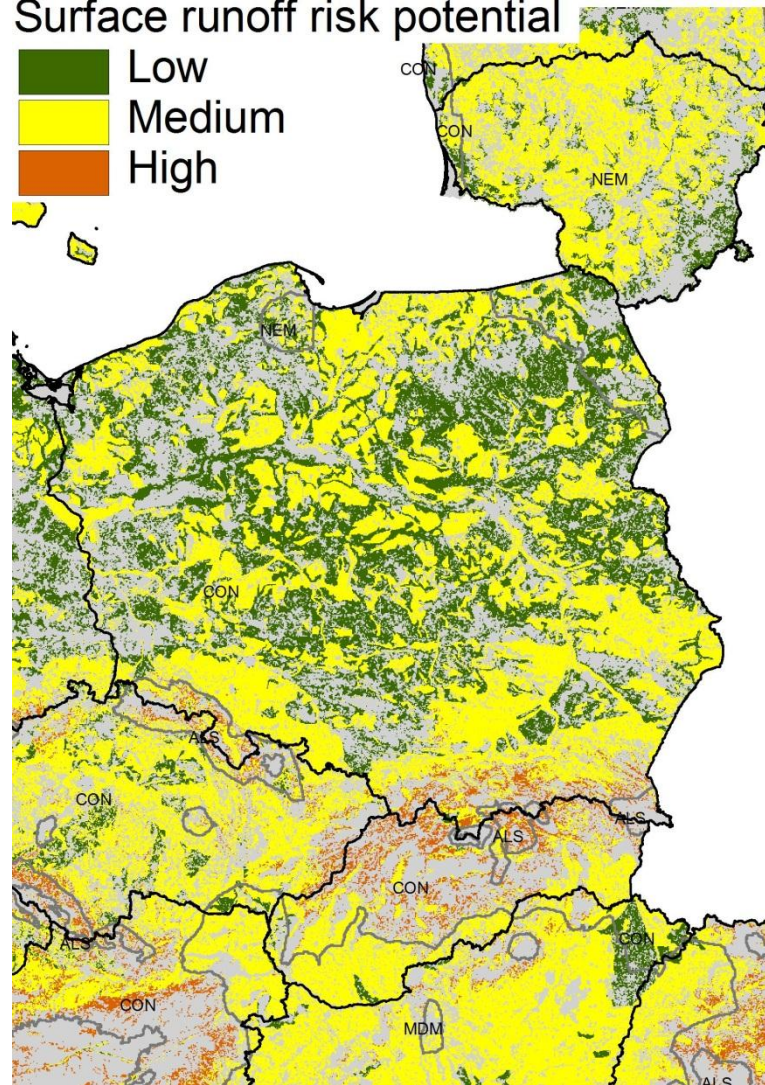 Surface runoff risk potential
Low
Medium
High
CON
CON
NEM
NEM
CON
ALS
CON
ALS
ALS
CON
ALS
CON
CON
MDM
ALS